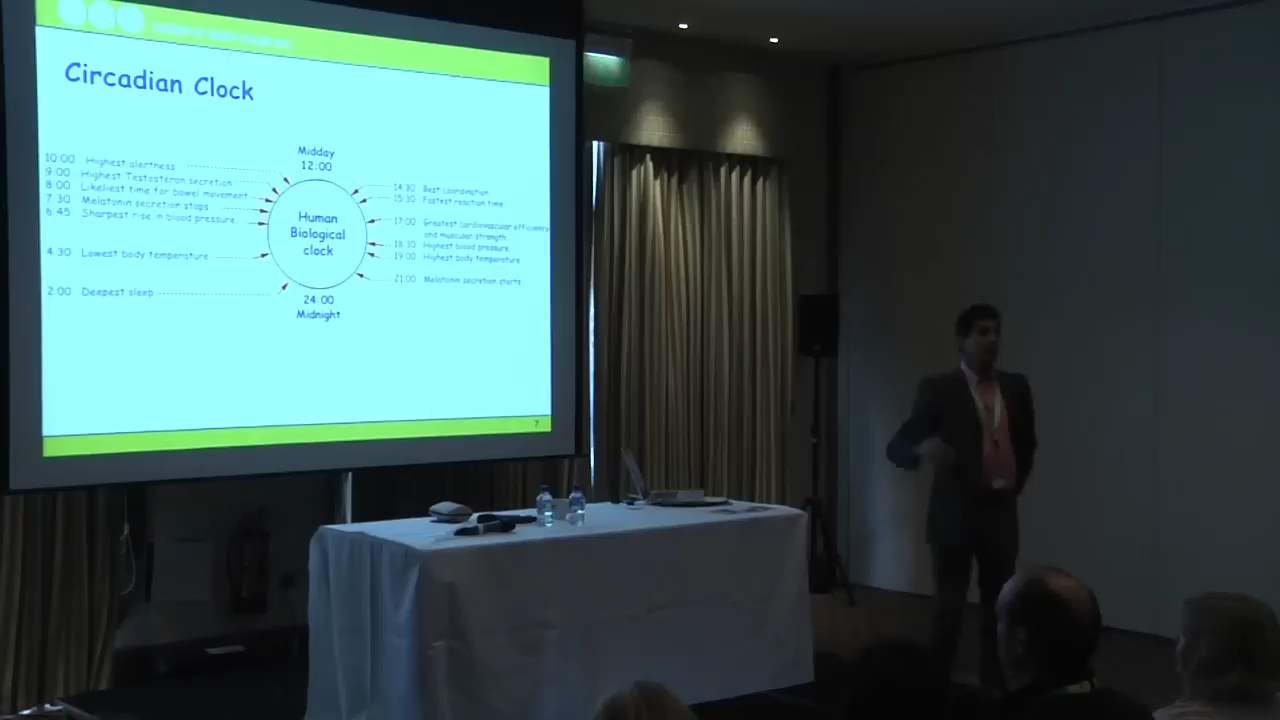 Circadian Clock
Midday
12:00
10:00 Highest alertness
9:00 Highest Testosteron secretion
8:00 Likeliest time for bowel movement
7:30 Melatonin secretion stops
6:45 Sharpest rise in blood pressure
4:30 Lowest body temperature
2:00 Deepest sleep
Human
Biological
clock
14:30 Best coordination
15:30 Fastest reaction time
17:00 Greatest cardiovascular efficiency
and muscular strength
18:30 Highest blood pressure
19:00 Highest body temperature
21:00 Melatonin secretion starts
24:00
Midnight
7